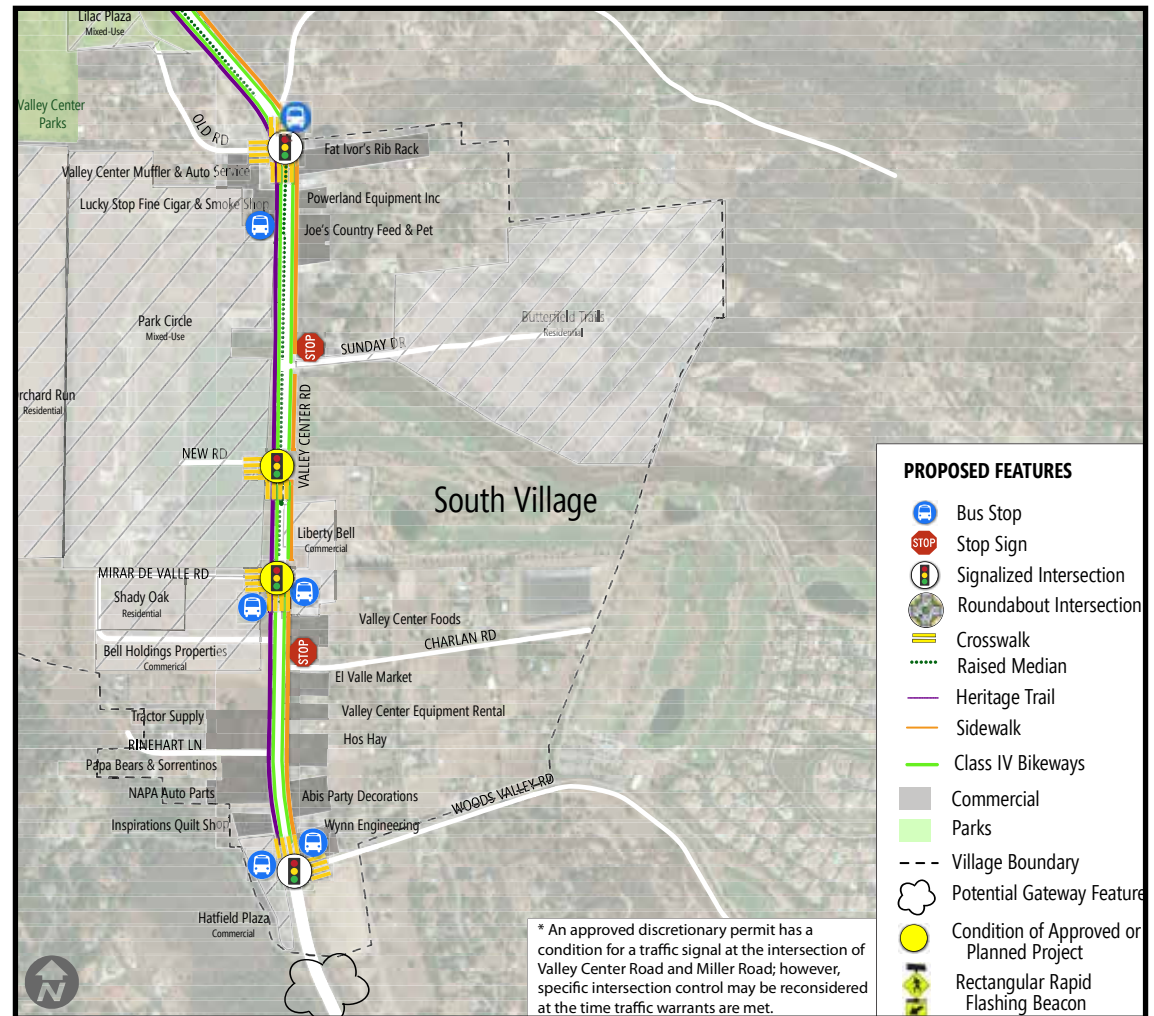 Lilac Plaza
Mixed-Use
Valley Center
Parks
OLD RD
Fat Ivor's Rib Rack
Valley Center Muffler & Auto Service
Lucky Stop Fine Cigar & Smoke Shop
Powerland Equipment Inc
Joe's Country Feed & Pet
Park Circle
Mixed-Use
Butterfield Trails
Residential
STOP
SUNDAY DR
rchard Run
Residential
VALLEY CENTER RD
NEW RD
South Village
Liberty Bell
Commercial
MIRAR DE VALLE RD
Shady Oak
Residential
Valley Center Foods
CHARLAN RD
STOP
Bell Holdings Properties
Commerical
El Valle Market
Tractor Supply
Valley Center Equipment Rental
RINEHART LN
Hos Hay
Papa Bears & Sorrentinos
NAPA Auto Parts
Abis Party Decorations
WOODS VALLEY RD
Inspirations Quilt Shop
Wynn Engineering
Hatfield Plaza
Commercial
N
* An approved discretionary permit has a
condition for a traffic signal at the intersection of
Valley Center Road and Miller Road; however,
specific intersection control may be reconsidered
at the time traffic warrants are met.
PROPOSED FEATURES
Bus Stop
STOP
Stop Sign
Signalized Intersection
Roundabout Intersection
Crosswalk
Raised Median
Heritage Trail
Sidewalk
Class IV Bikeways
Commercial
Parks
Village Boundary
Potential Gateway Feature
Condition of Approved or
Planned Project
Rectangular Rapid
Flashing Beacon